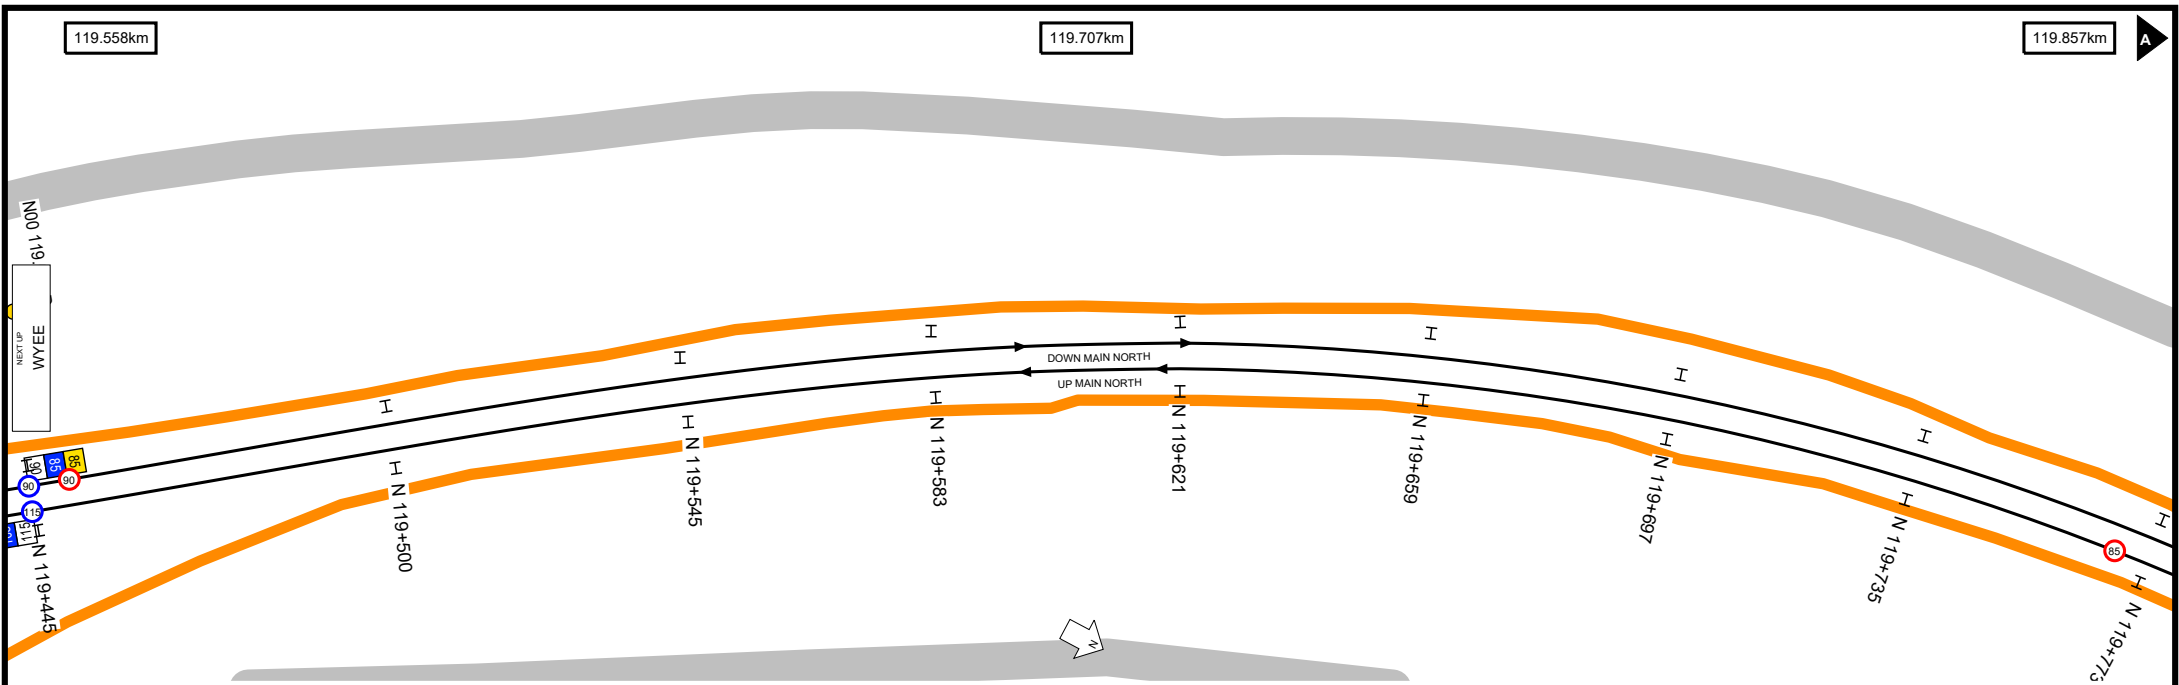 119.558km
119.707km
119.857km
A
N00 119.
NEXT UP
WYEE
DOWN MAIN NORTH
UP MAIN NORTH
90
85
85
90
90
115
115
N 119+445
N 119+500
N 119+545
N 119+583
N 119+621
N 119+659
N 119+697
N 119+735
N 119+775
85
N